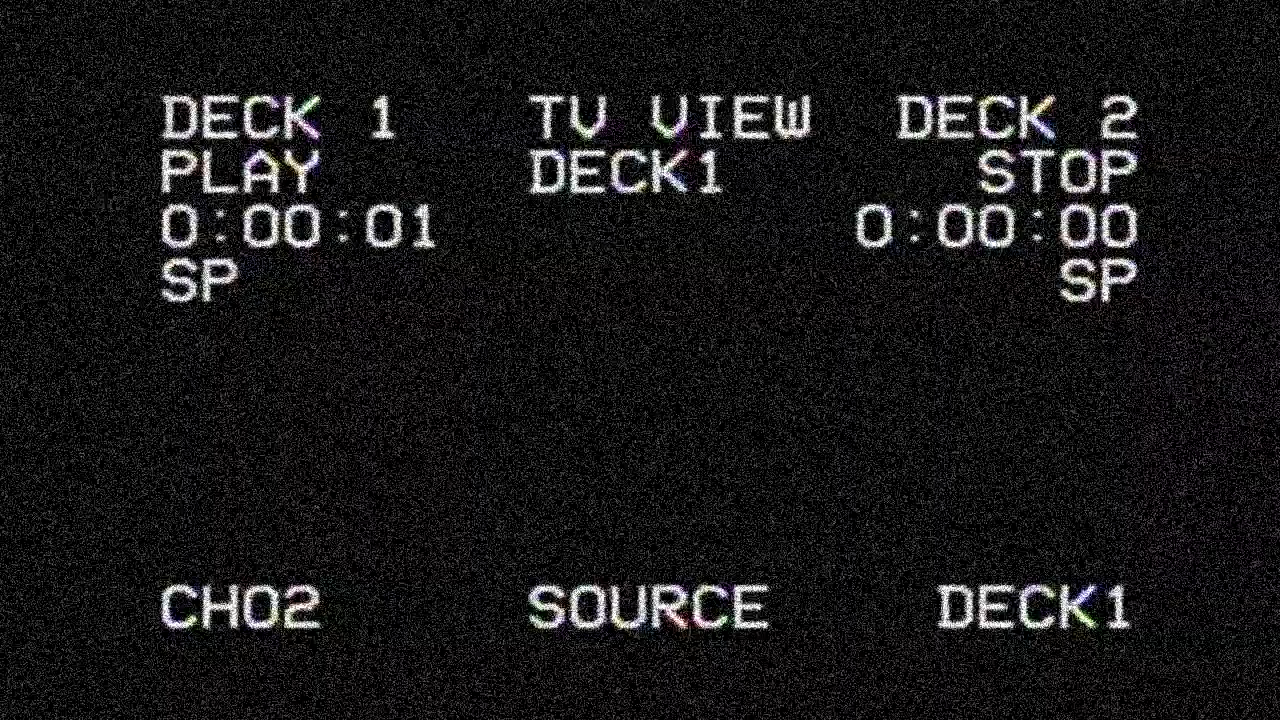 DECK 1 TV VIEW DECK 2
PLAY DECK1 STOP
0:00:01 0:00:00
SP SP
CH02 SOURCE DECK1